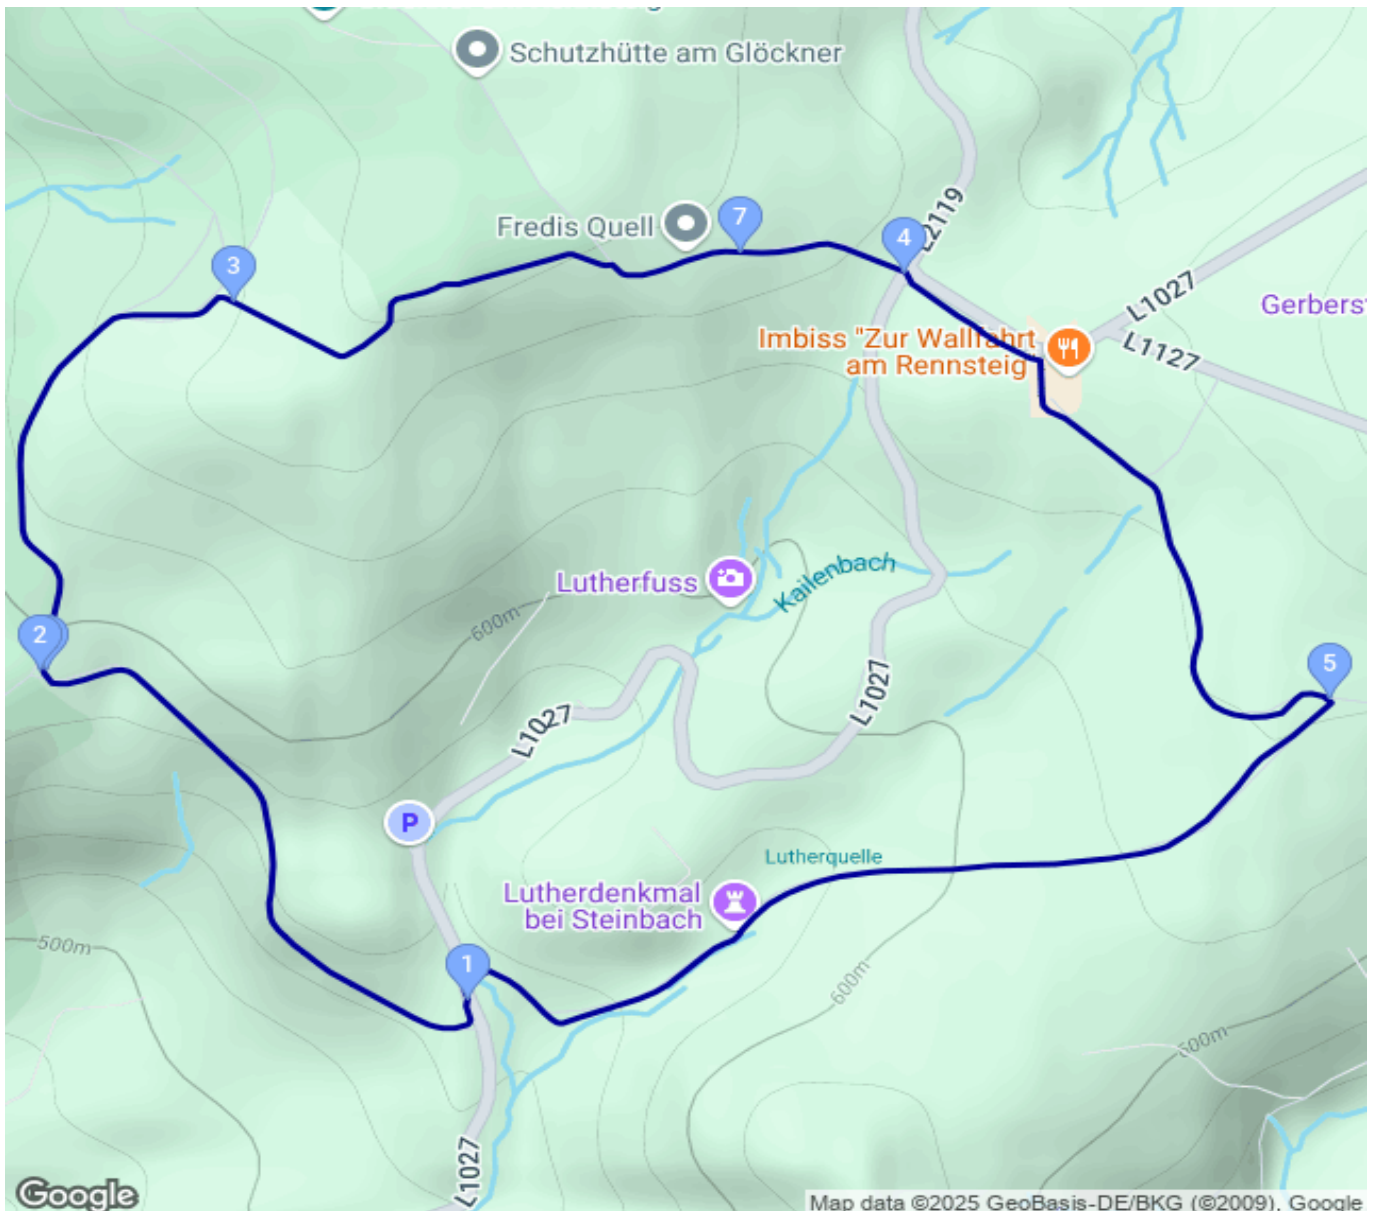 Schutzhütte am Glöckner
L2119
Fredis Quell
7
4
3
L1027
Gerberst
Imbiss "Zur Wallfahrt
am Rennsteig"
L1127
Lutherfuss
Kailenbach
600m
2
5
L1027
L1027
P
Lutherquelle
Lutherdenkmal
bei Steinbach
500m
1
600m
600m
L1027
Google
Map data ©2025 GeoBasis-DE/BKG (©2009), Google